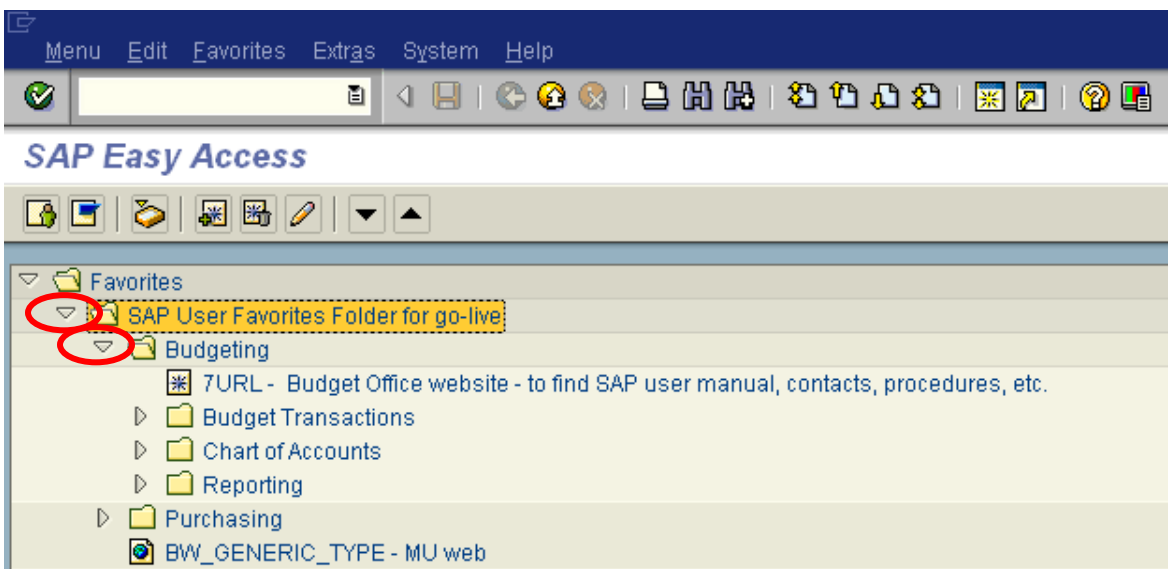 Menu Edit Favorites Extras System Help
SAP Easy Access
Favorites
SAP User Favorites Folder for go-live
Budgeting
7URL - Budget Office website - to find SAP user manual, contacts, procedures, etc.
Budget Transactions
Chart of Accounts
Reporting
Purchasing
BW_GENERIC_TYPE - MU web